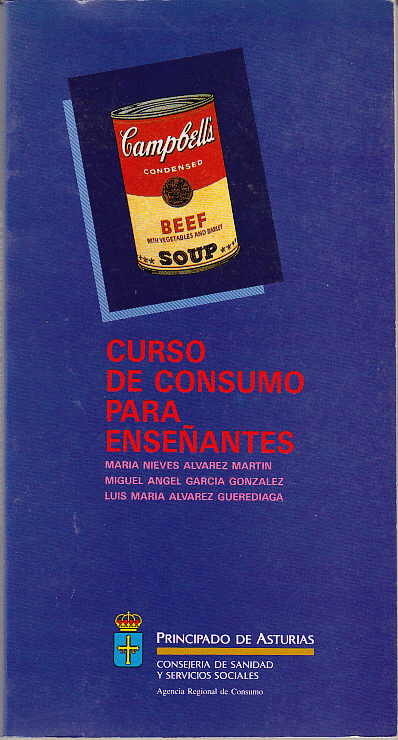 Campbell's
CONDENSED
BEEF
WITH VEGETABLES AND BARLEY
SOUP
CURSO
DE CONSUMO
PARA
ENSEÑANTES
MARIA NIEVES ALVAREZ MARTIN
MIGUEL ANGEL GARCIA GONZALEZ
LUIS MARIA ALVAREZ GUEREDIAGA
PRINCIPADO DE ASTURIAS
CONSEJERIA DE SANIDAD
Y SERVICIOS SOCIALES
Agencia Regional de Consumo